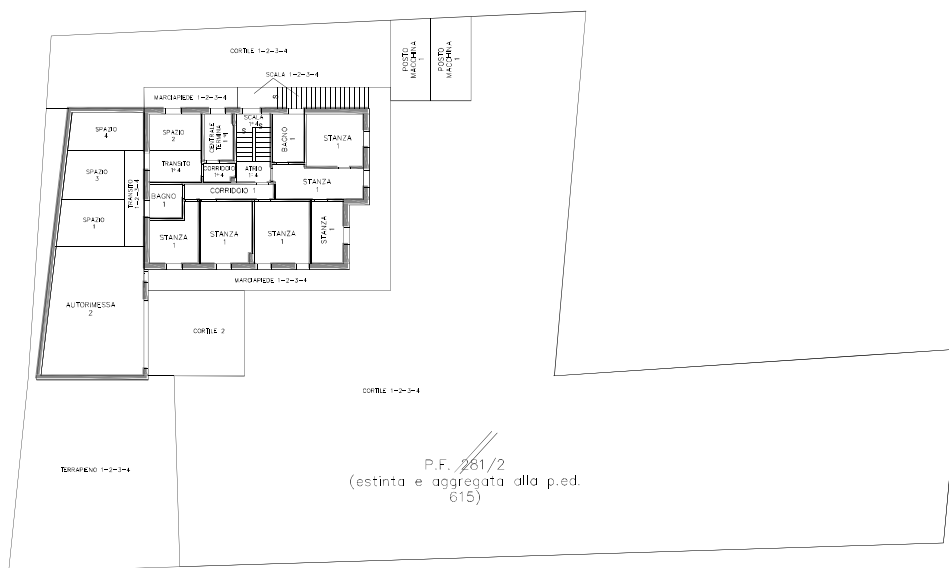 CORTILE 1-2-3-4
POSTO
MACCHINA
1
POSTO
MACCHINA
1
SCALA 1-2-3-4
MARCIAPIEDE 1-2-3-4
S
SCALA
1÷4
S
S
SPAZIO
4
SPAZIO
2
CENTRALE
TERMINA
1÷4
BAGNO
1
STANZA
1
SPAZIO
3
TRANSITO
1÷4
CORRIDOIO
1÷4
ATRIO
1÷4
STANZA
1
TRANSITO
1-2-3-4
BAGNO
1
CORRIDOIO 1
SPAZIO
1
STANZA
1
STANZA
1
STANZA
1
STANZA
1
MARCIAPIEDE 1-2-3-4
AUTORIMESSA
2
CORTILE 2
CORTILE 1-2-3-4
TERRAPIENO 1-2-3-4
P.F. 281/2
(estinta e aggregata alla p.ed.
615)